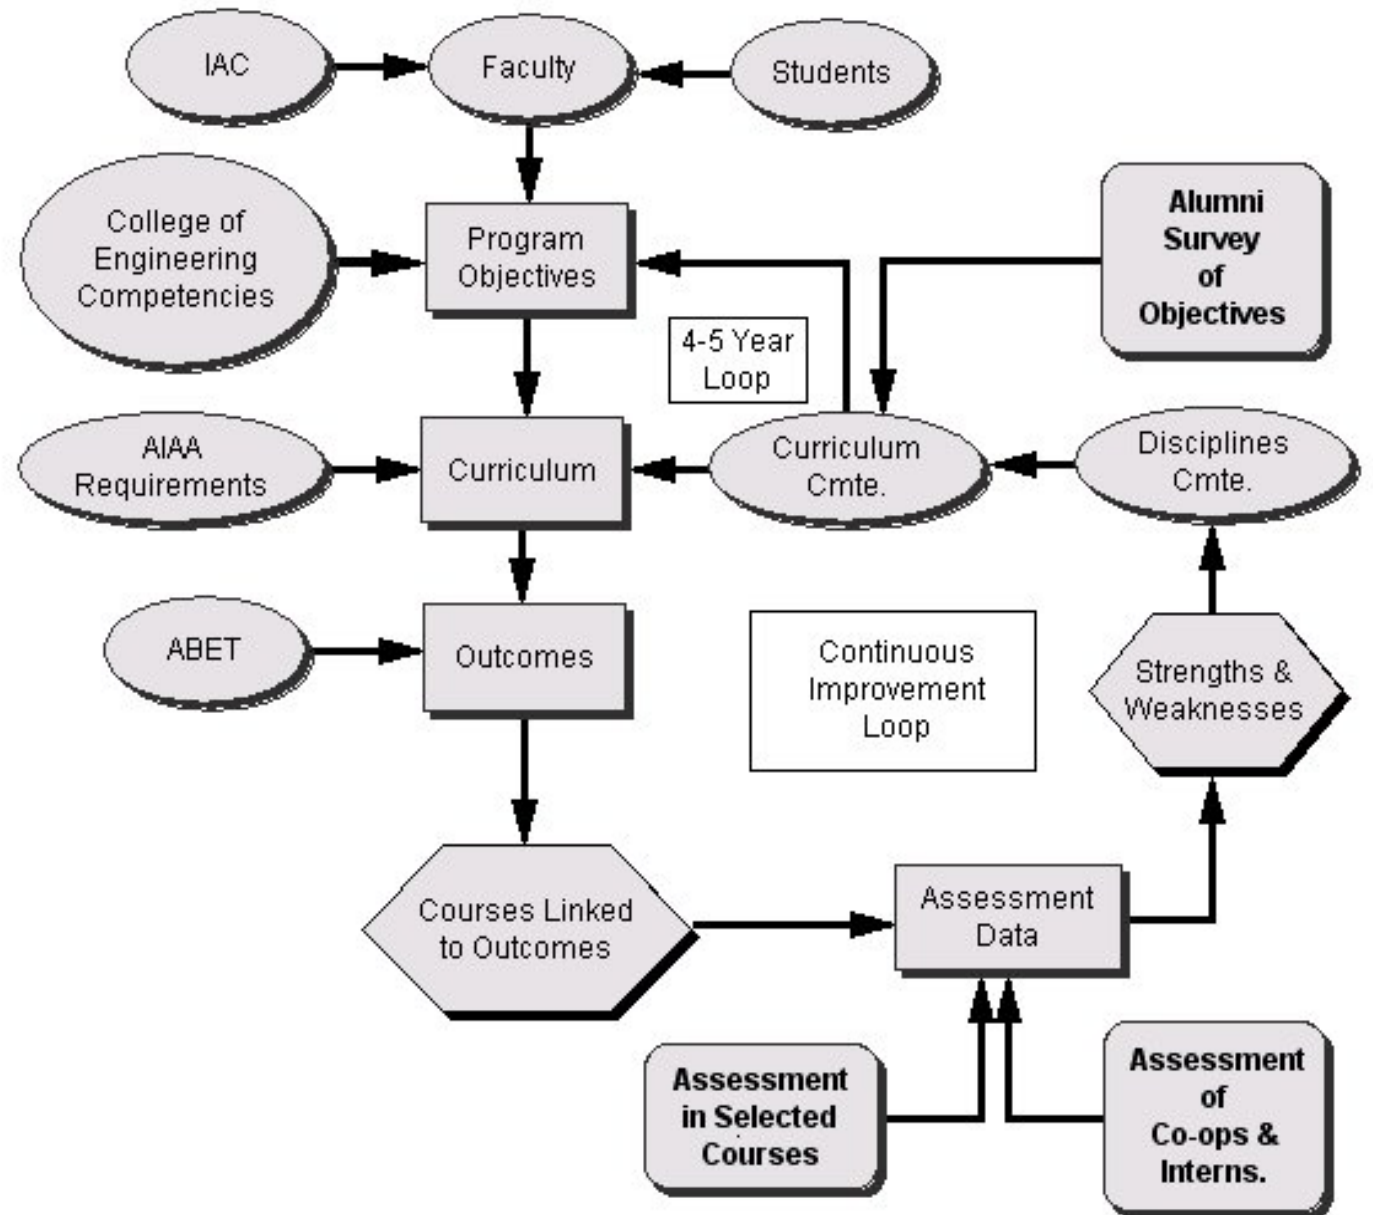 IAC
Faculty
Students
College of
Engineering
Competencies
Program
Objectives
Alumni
Survey
of
Objectives
4-5 Year
Loop
AIAA
Requirements
Curriculum
Curriculum
Cmte.
Disciplines
Cmte.
ABET
Outcomes
Continuous
Improvement
Loop
Strengths &
Weaknesses
Courses Linked
to Outcomes
Assessment
Data
Assessment
in Selected
Courses
Assessment
of
Co-ops &
Interns.